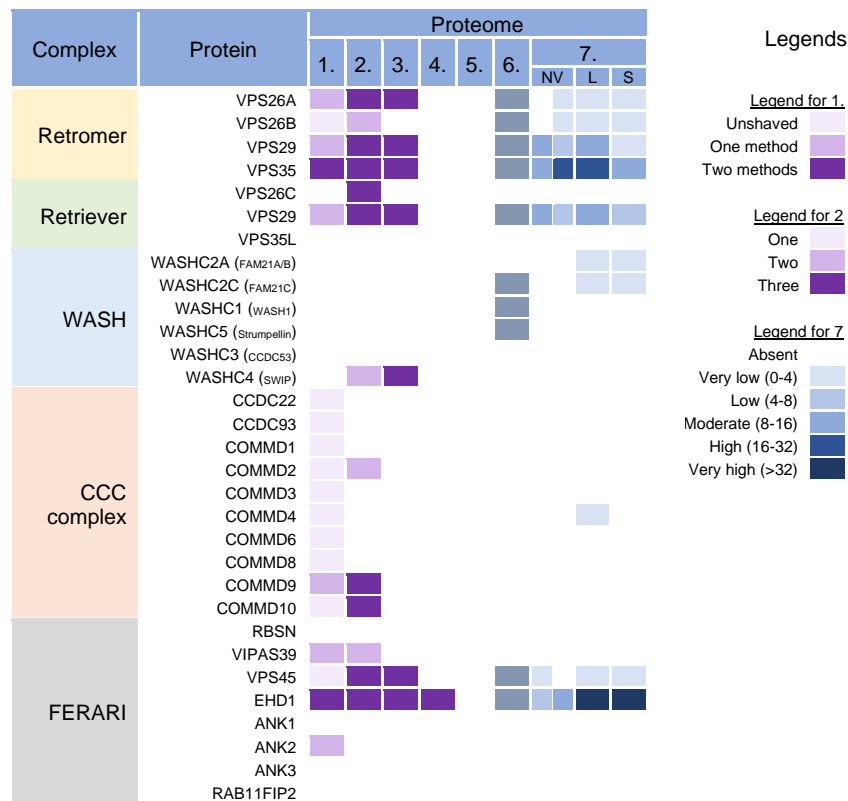 Complex Protein Proteome
1. 2. 3. 4. 5. 6. 7.
NV L S
Retromer
VPS26A
VPS26B
VPS29
VPS35
Retriever
VPS26C
VPS29
VPS35L
WASH
WASHC2A (FAM21A/B)
WASHC2C (FAM21C)
WASHC1 (WASH1)
WASHC5 (Strumpellin)
WASHC3 (CCDC53)
WASHC4 (SWIP)
CCC
complex
CCDC22
CCDC93
COMMD1
COMMD2
COMMD3
COMMD4
COMMD6
COMMD8
COMMD9
COMMD10
FERARI
RBSN
VIPAS39
VPS45
EHD1
ANK1
ANK2
ANK3
RAB11FIP2
Legends
Legend for 1.
Unshaved
One method
Two methods
Legend for 2
One
Two
Three
Legend for 7
Absent
Very low (0-4)
Low (4-8)
Moderate (8-16)
High (16-32)
Very high (>32)